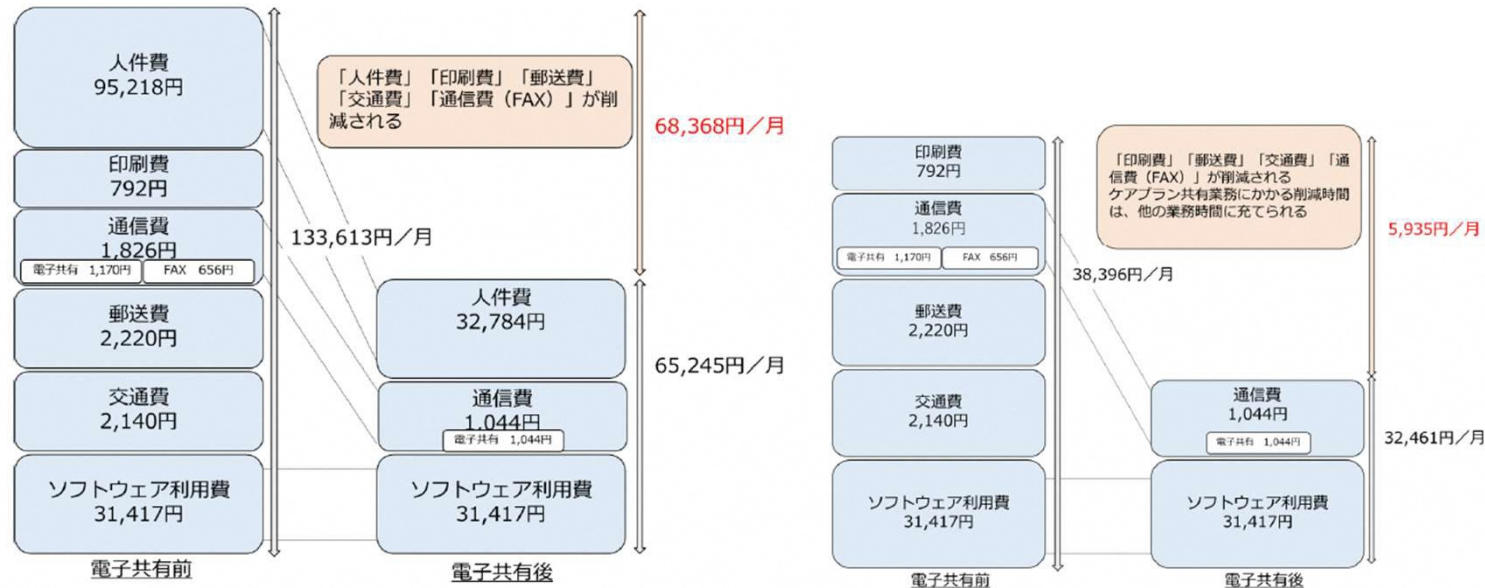 人件費
95,218円
印刷費
792円
通信費
1,826円
電子共有 1,170円
FAX 656円
郵送費
2,220円
交通費
2,140円
ソフトウェア利用費
31,417円
電子共有前
133,613円／月
「人件費」「印刷費」「郵送費」
「交通費」「通信費（FAX）」が削
減される
68,368円／月
人件費
32,784円
通信費
1,044円
電子共有 1,044円
ソフトウェア利用費
31,417円
電子共有後
65,245円／月
印刷費
792円
通信費
1,826円
電子共有 1,170円
FAX 656円
郵送費
2,220円
交通費
2,140円
ソフトウェア利用費
31,417円
電子共有前
38,396円／月
「印刷費」「郵送費」「交通費」「通
信費（FAX）」が削減される
ケアプラン共有業務にかかる削減時間
は、他の業務時間に充てられる
5,935円／月
通信費
1,044円
電子共有 1,044円
ソフトウェア利用費
31,417円
電子共有後
32,461円／月